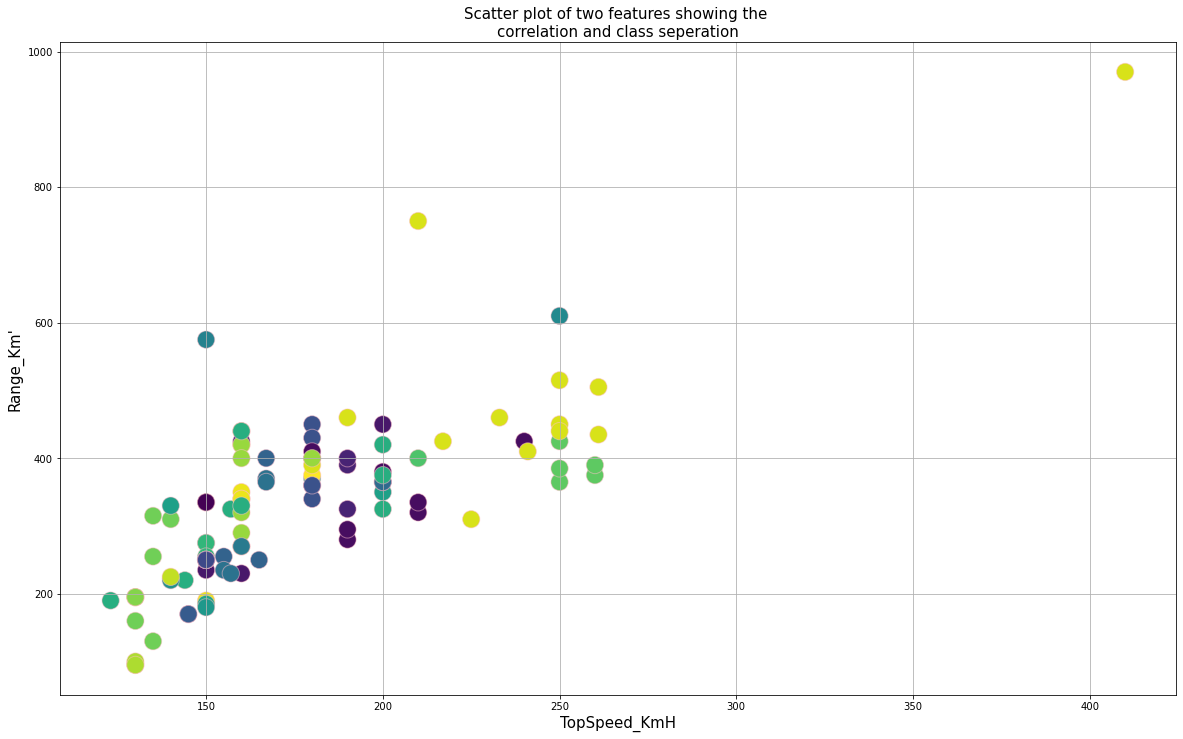 Scatter plot of two features showing the
correlation and class seperation
1000
800
600
400
200
Range_Km'
150
200
250
300
350
400
TopSpeed_KmH